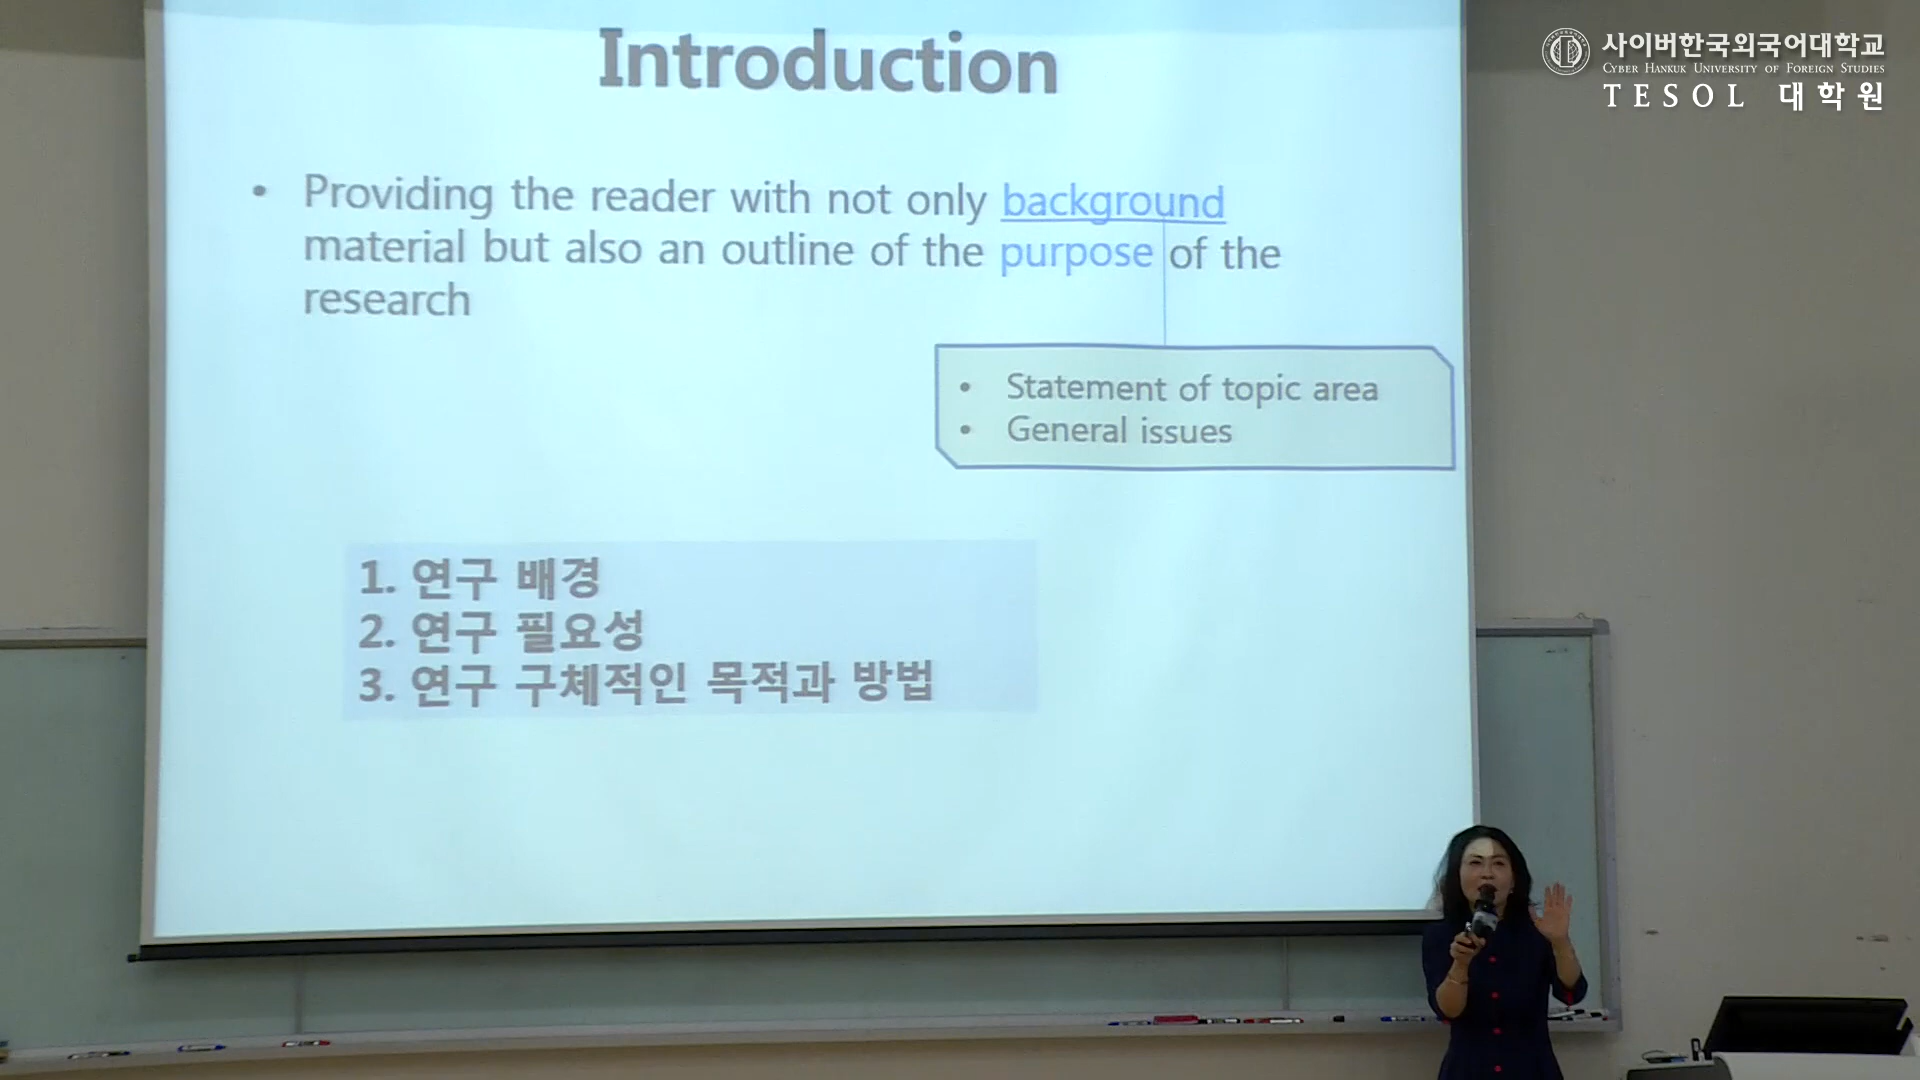 Introduction
사이버한국외국어대학교
CYBER HANKUK UNIVERSITY OF FOREIGN STUDIES
TESOL 대학원
• Providing the reader with not only background
material but also an outline of the purpose of the
research
• Statement of topic area
• General issues
1. 연구 배경
2. 연구 필요성
3. 연구 구체적인 목적과 방법